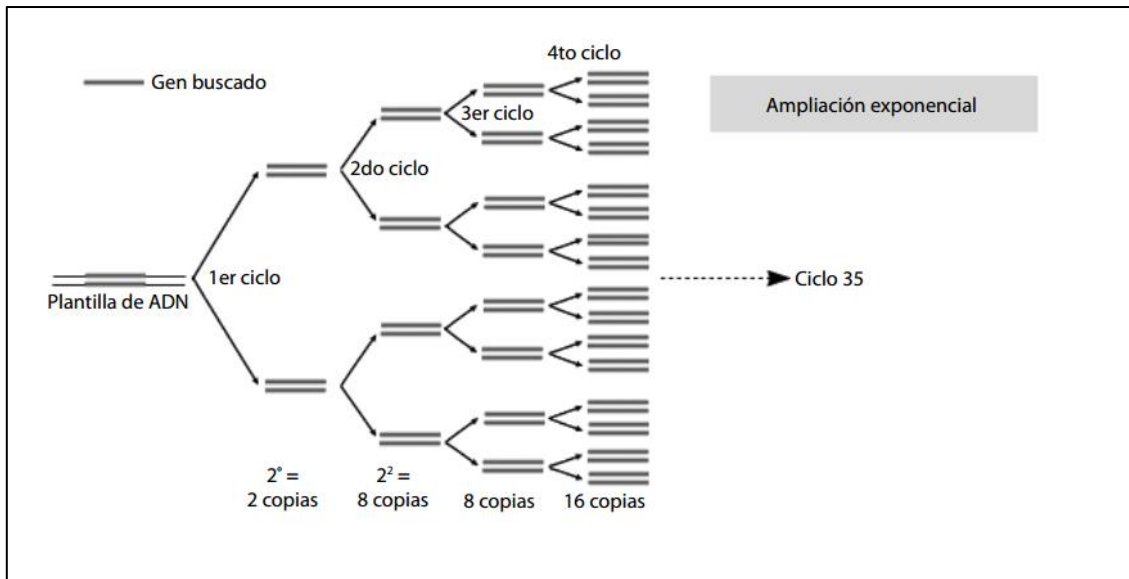 4to ciclo
Gen buscado
Ampliación exponencial
3er ciclo
2do ciclo
1er ciclo
Ciclo 35
Plantilla de ADN
2° =
2 copias
2² =
8 copias
8 copias
16 copias